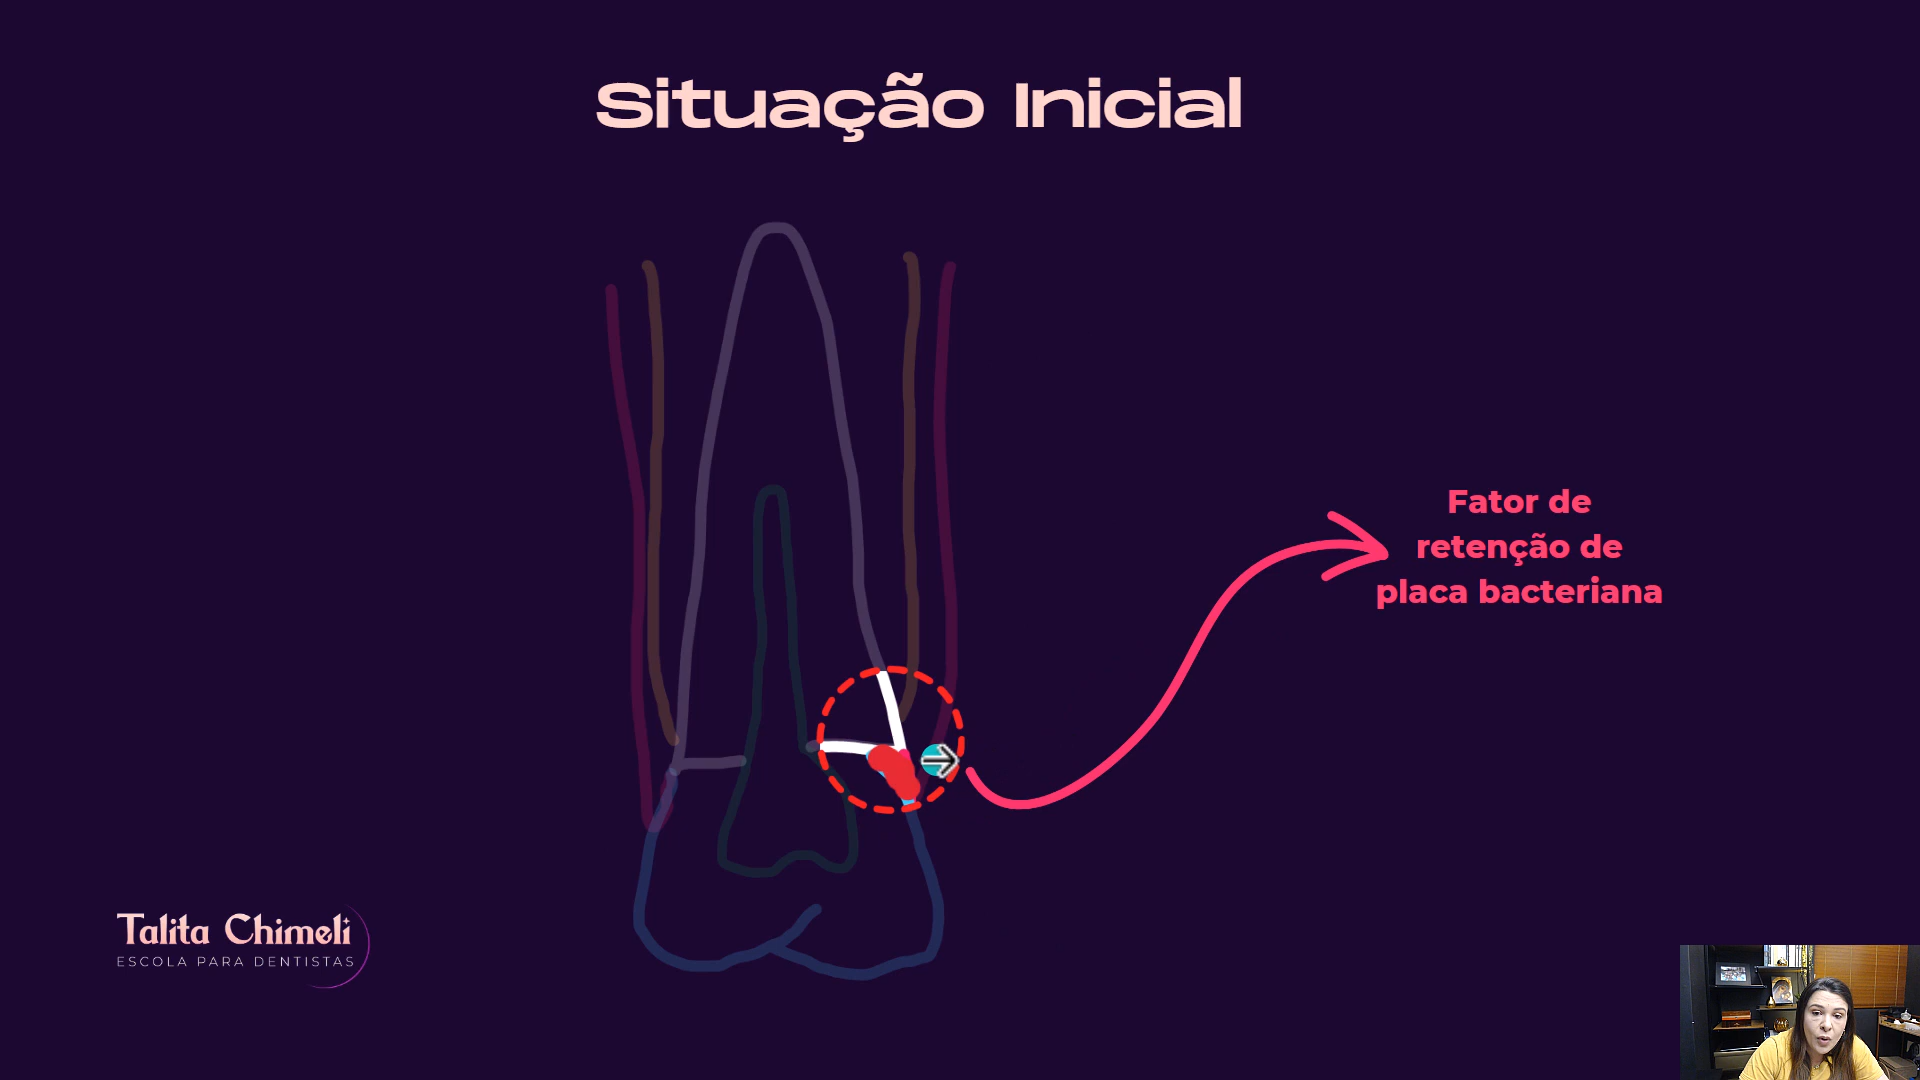 Situação Inicial
Fator de
retenção de
placa bacteriana
Talita Chimeli
ESCOLA PARA DENTISTAS